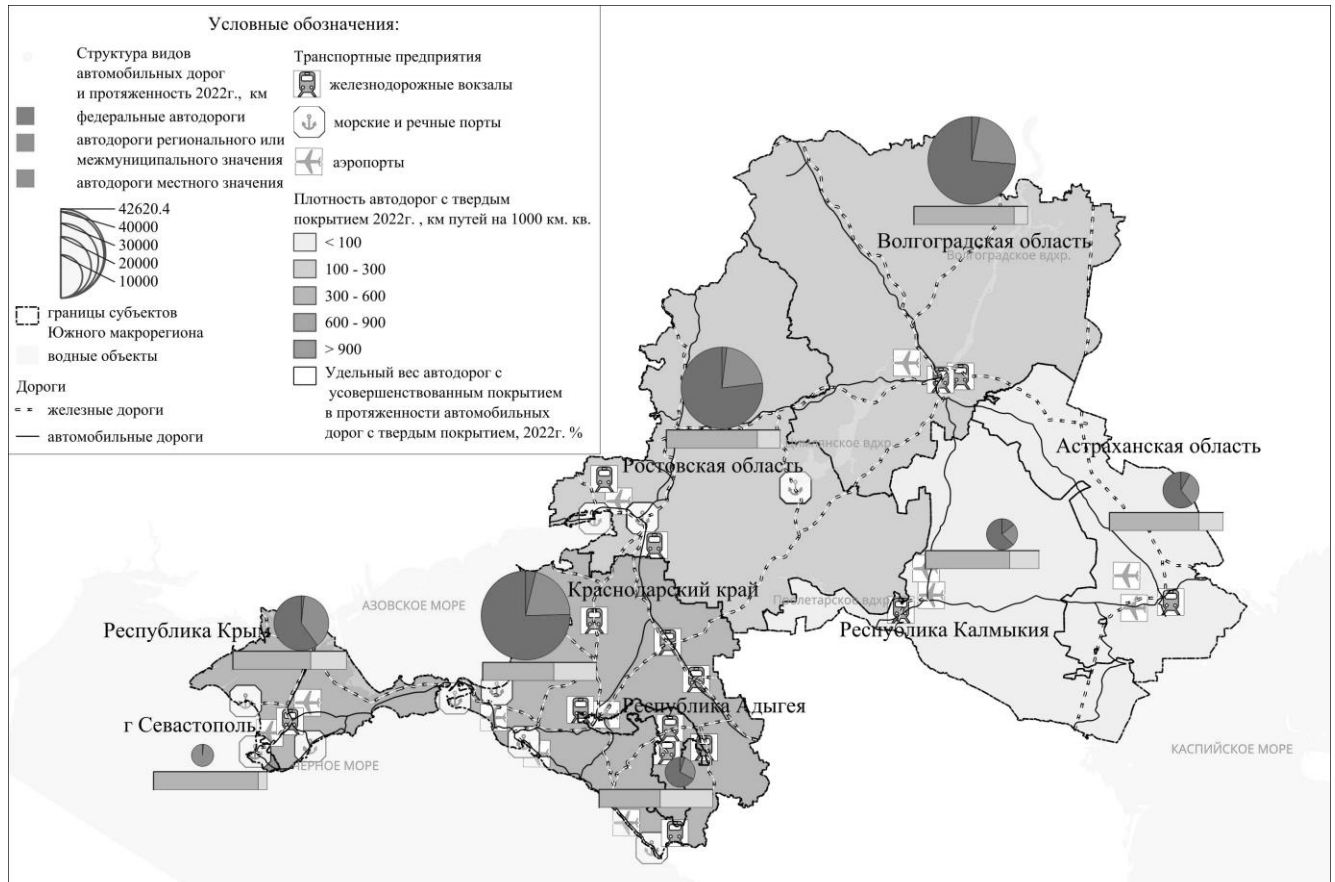 Условные обозначения:
Структура видов
автомобильных дорог
и протяженность 2022г., км
федеральные автодороги
автодороги регионального или
межмуниципального значения
автодороги местного значения
42620.4
40000
30000
20000
10000
границы субъектов
Южного макрорегиона
водные объекты
Дороги
железные дороги
автомобильные дороги
Транспортные предприятия
железнодорожные вокзалы
морские и речные порты
аэропорты
Плотность автодорог с твердым
покрытием 2022г. , км путей на 1000 км. кв.
< 100
100 - 300
300 - 600
600 - 900
> 900
Удельный вес автодорог с
усовершенствованным покрытием
в протяженности автомобильных
дорог с твердым покрытием, 2022г. %
Волгоградская область
Волгоградское вдхр.
Ростовская область
вдхр.
Астраханская область
Краснодарский край
АЗОВСКОЕ МОРЕ
вдхр.
Республика Крым
Республика Калмыкия
Республика Адыгея
г Севастополь
ЧЕРНОЕ МОРЕ
КАСПИЙСКОЕ МОРЕ